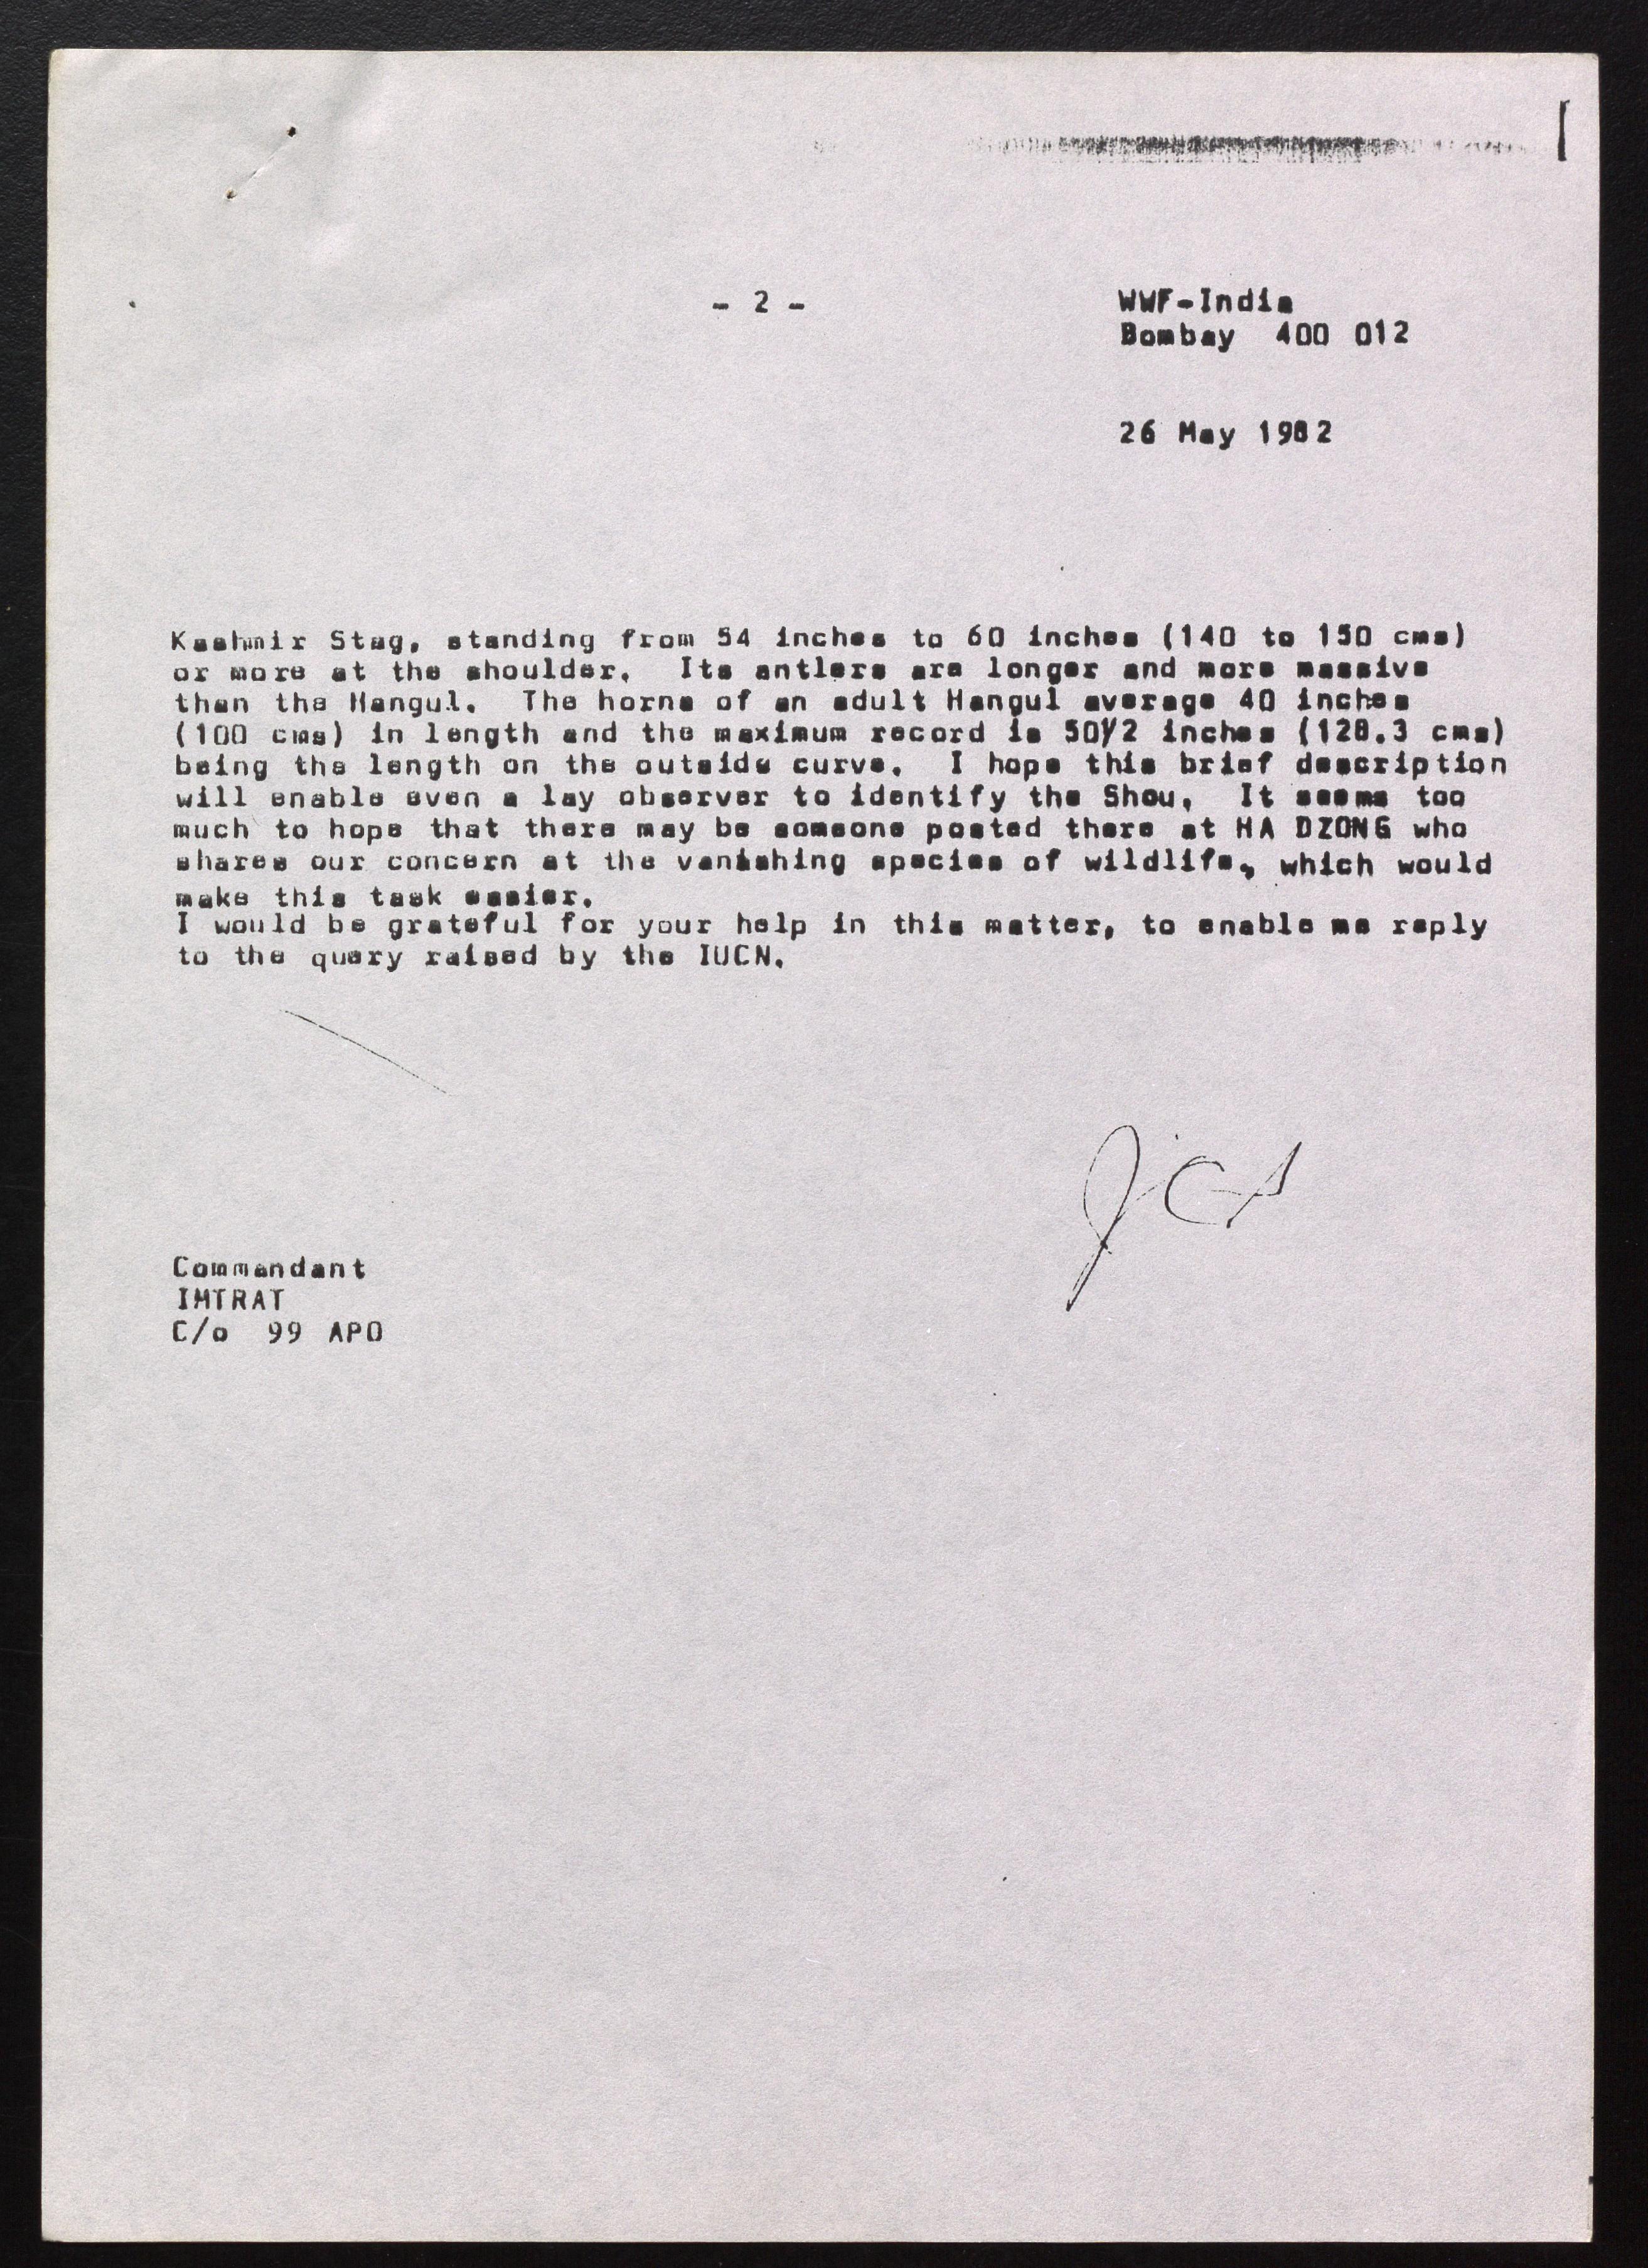 - 2 -
WWF-India
Bombay 400 012
26 May 1982
Kashmir Stag, standing from 54 inches to 60 inches (140 to 150 cms)
or more at the shoulder. Its antlers are longer and more massive
than the Hangul. The horns of an adult Hangul average 40 inches
(100 cms) in length and the maximum record is 50 1/2 inches (128.3 cms)
being the length on the outside curve. I hope this brief description
will enable even a lay observer to identify the Shou. It seems too
much to hope that there may be someone posted there at HA DZONG who
shares our concern at the vanishing species of wildlife, which would
make this task easier.
I would be grateful for your help in this matter, to enable me reply
to the query raised by the IUCN.
Commandant
IMTRAT
C/o 99 APO